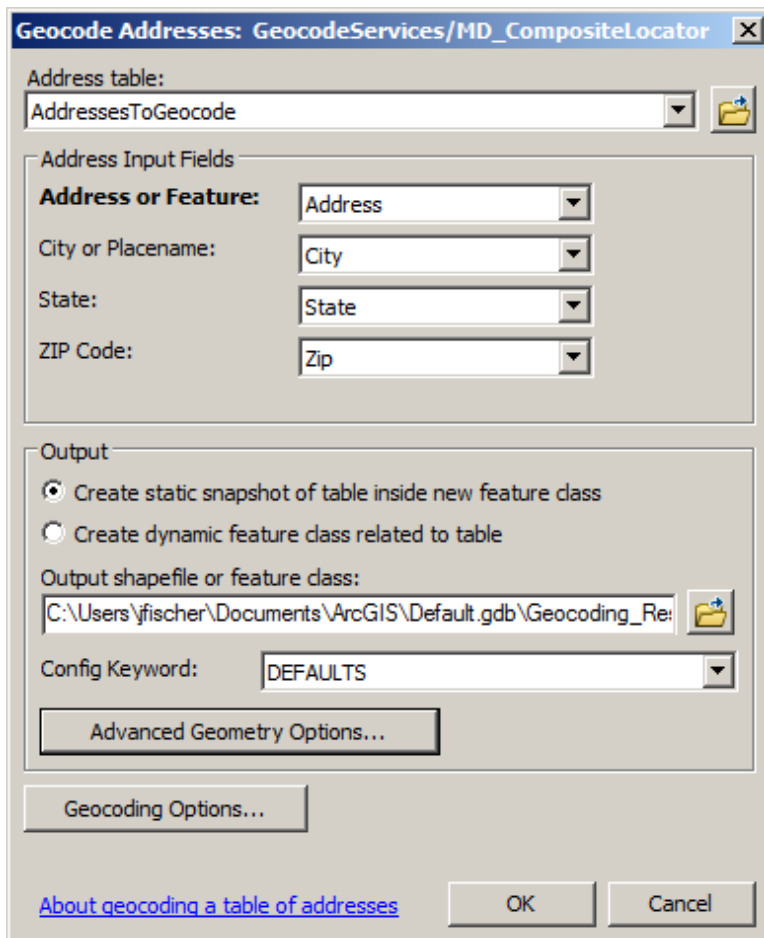 Geocode Addresses: GeocodeServices/MD_CompositeLocator
Address table:
AddressesToGeocode
Address Input Fields
Address or Feature: Address
City or Placename: City
State: State
ZIP Code: Zip
Output
Create static snapshot of table inside new feature class
Create dynamic feature class related to table
Output shapefile or feature class:
C:\Users\jfischer\Documents\ArcGIS\Default.gdb\Geocoding_Res
Config Keyword: DEFAULTS
Advanced Geometry Options...
Geocoding Options...
About geocoding a table of addresses OK Cancel